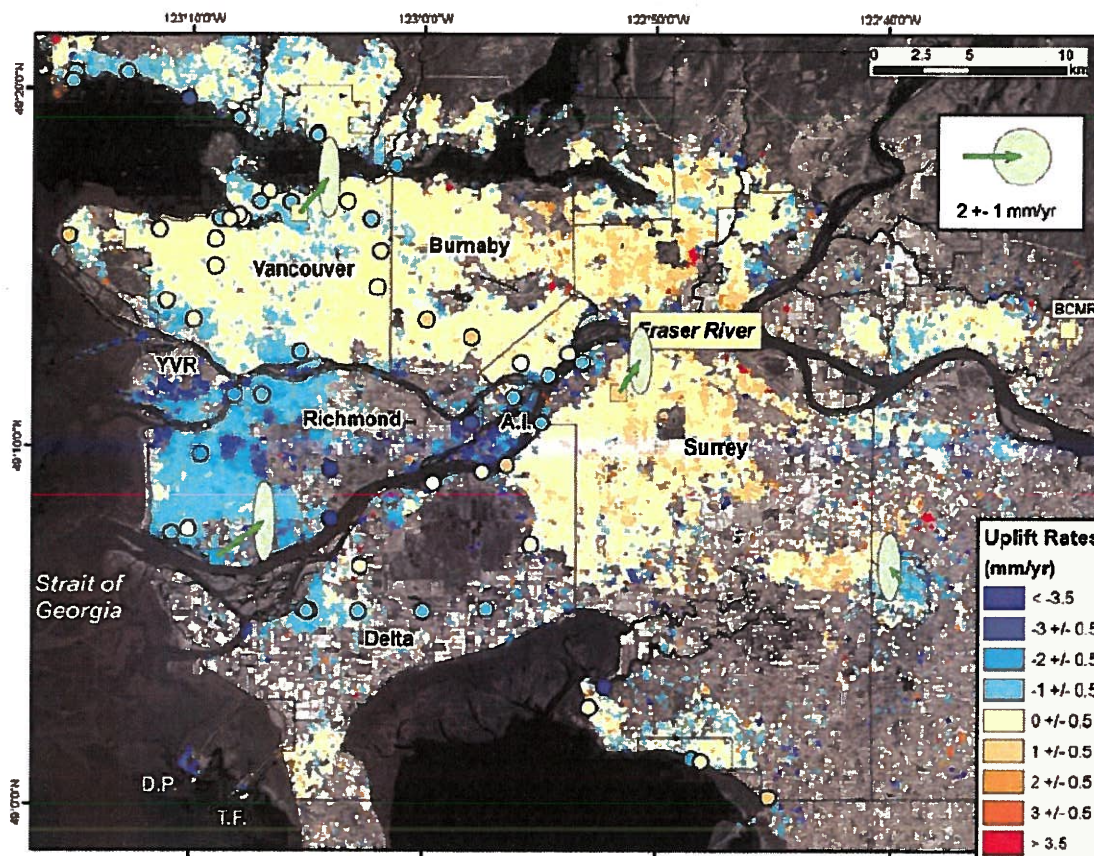 123°10'0"W 123°0'0"W 122°50'0"W 122°40'0"W
0 2.5 5 10
km
49°20'0"N
2 +- 1 mm/yr
Burnaby
Vancouver
BCMR
Fraser River
YVR
Richmond
A.I.
49°10'0"N
Surrey
Strait of
Georgia
Delta
D.P.
T.F.
49°0'0"N
Uplift Rates
(mm/yr)
< -3.5
-3 +/- 0.5
-2 +/- 0.5
-1 +/- 0.5
0 +/- 0.5
1 +/- 0.5
2 +/- 0.5
3 +/- 0.5
> 3.5